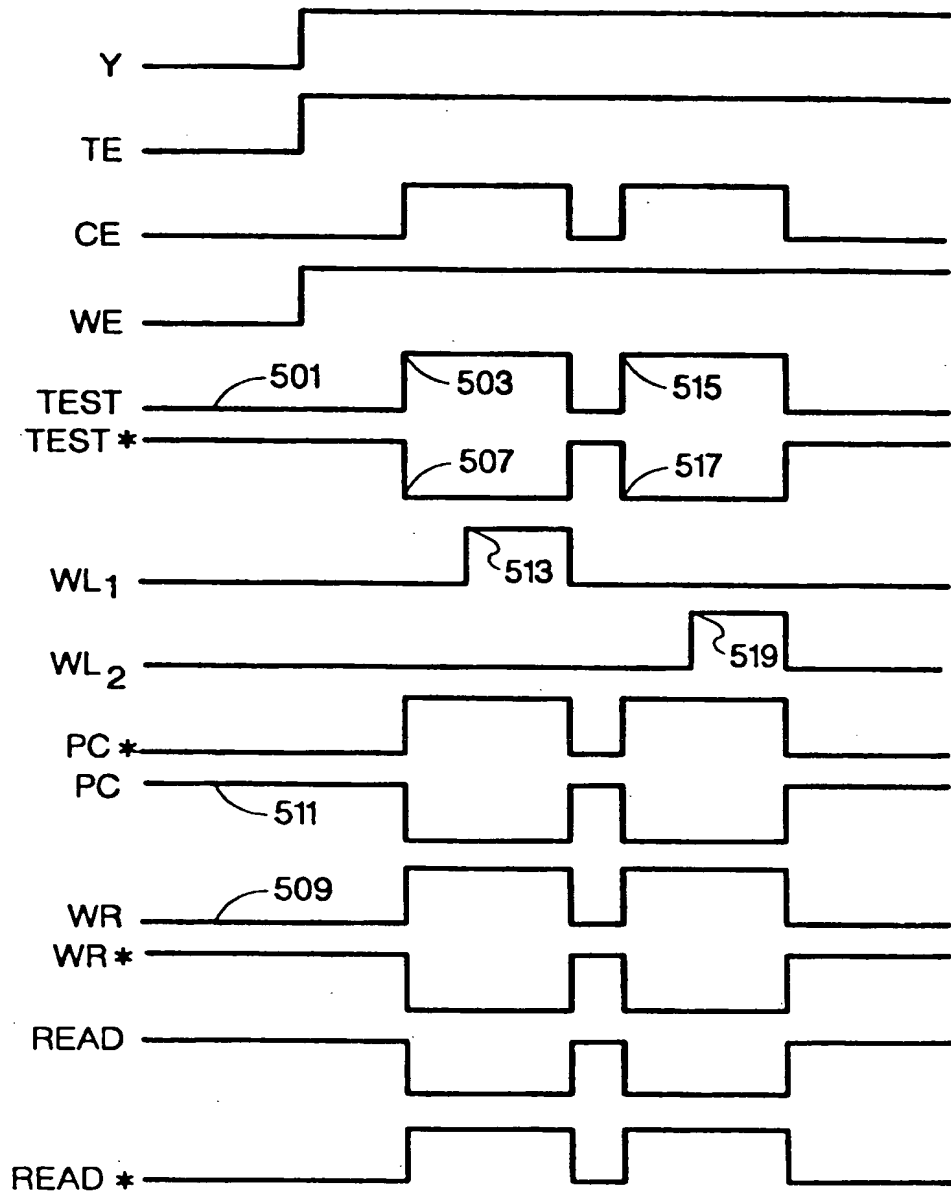 Y
TE
CE
WE
501 503 515
TEST
TEST *
507 517
WL1 513
WL2 519
PC *
PC
511
509
WR
WR *
READ
READ *